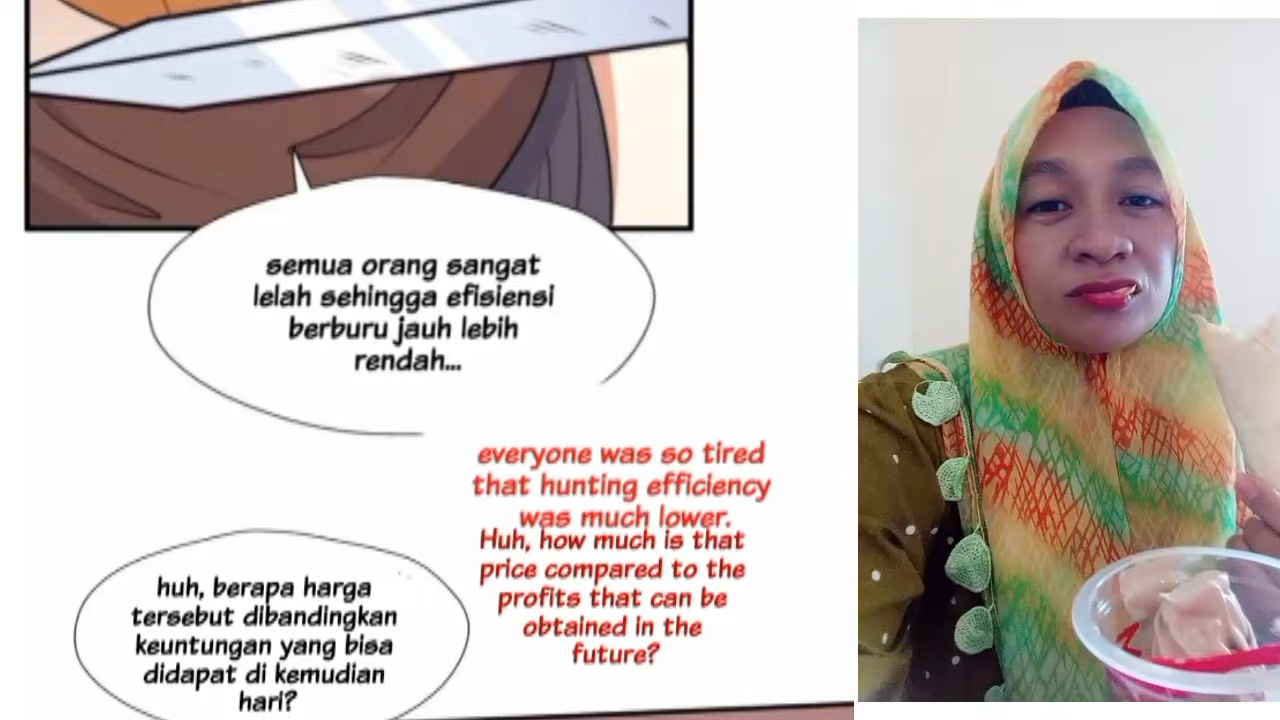 semua orang sangat
lelah sehingga efisiensi
berburu jauh lebih
rendah...
everyone was so tired
that hunting efficiency
was much lower.
Huh, how much is that
price compared to the
profits that can be
obtained in the
future?
huh, berapa harga
tersebut dibandingkan
keuntungan yang bisa
didapat di kemudian
hari?